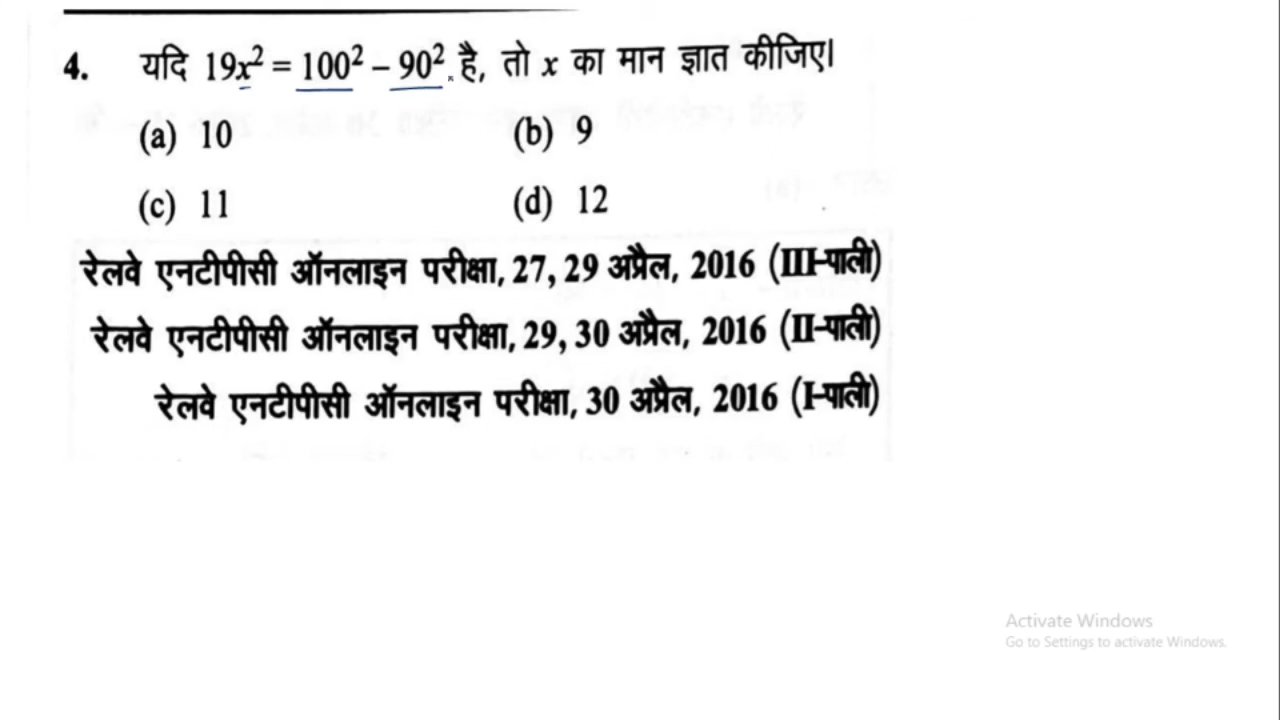 4. यदि 19x² = 100² – 90² है, तो x का मान ज्ञात कीजिए।
(a) 10 (b) 9
(c) 11 (d) 12
रेलवे एनटीपीसी ऑनलाइन परीक्षा, 27, 29 अप्रैल, 2016 (III-पाली)
रेलवे एनटीपीसी ऑनलाइन परीक्षा, 29, 30 अप्रैल, 2016 (II-पाली)
रेलवे एनटीपीसी ऑनलाइन परीक्षा, 30 अप्रैल, 2016 (I-पाली)
Activate Windows
Go to Settings to activate Windows.